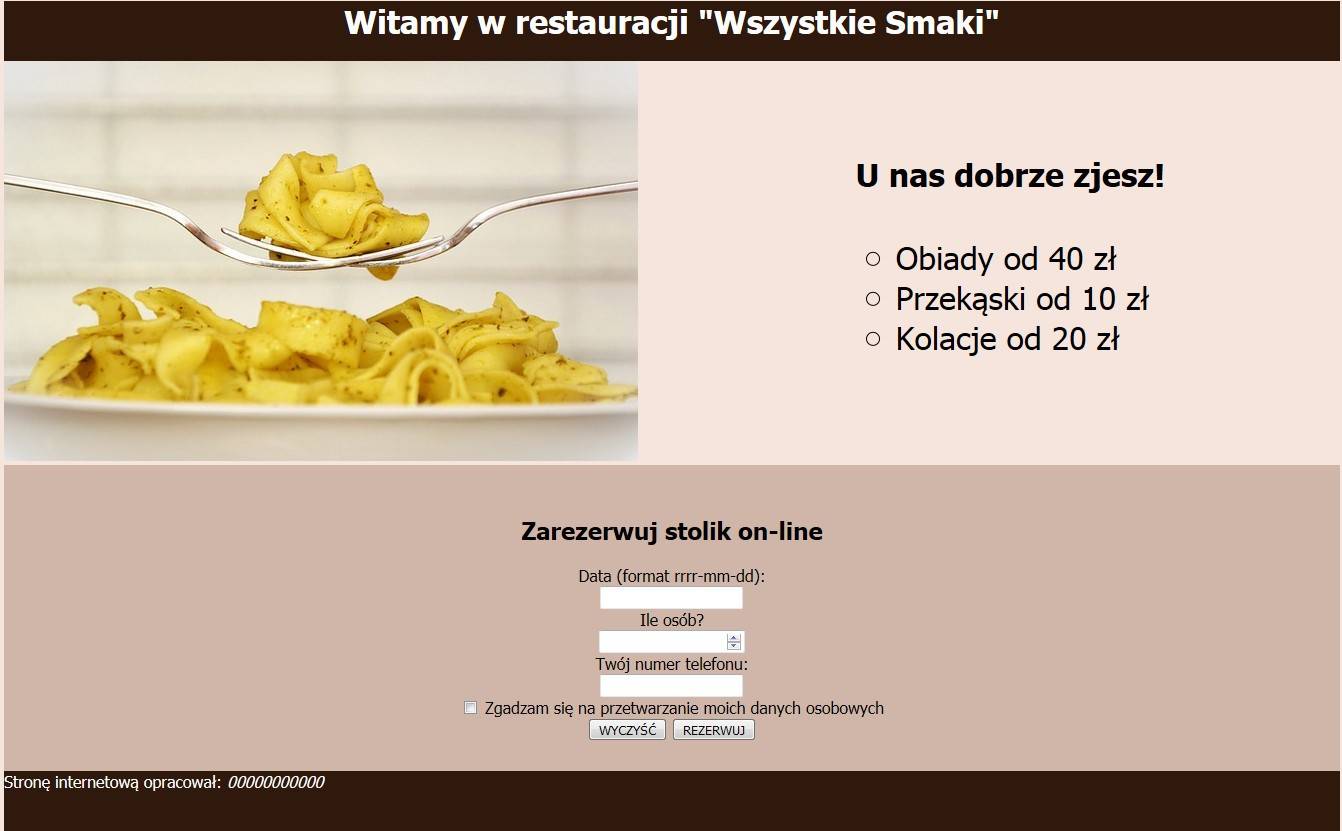 Witamy w restauracji "Wszystkie Smaki"
U nas dobrze zjesz!
Obiady od 40 zł
Przekąski od 10 zł
Kolacje od 20 zł
Zarezerwuj stolik on-line
Data (format rrrr-mm-dd):
Ile osób?
Twój numer telefonu:
Zgadzam się na przetwarzanie moich danych osobowych
WYCZYŚĆ REZERWUJ
Stronę internetową opracował: 00000000000